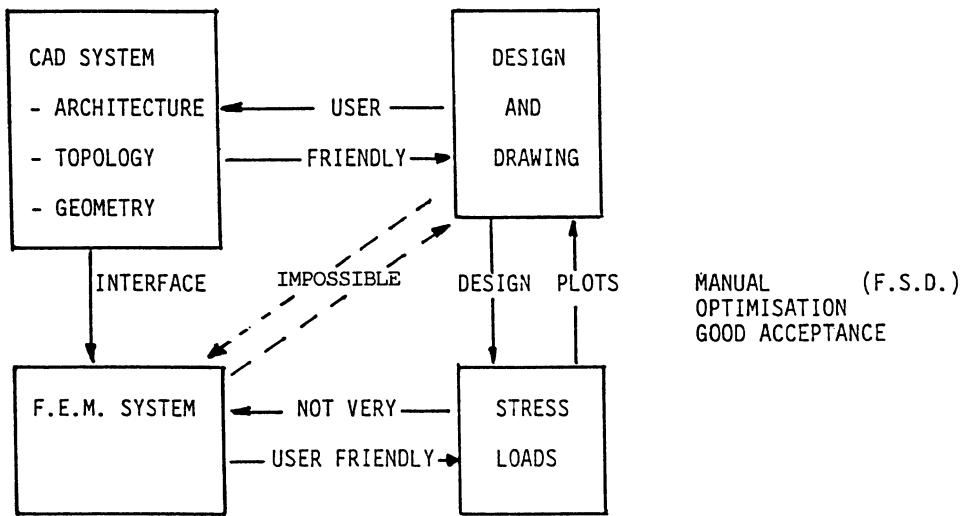 CAD SYSTEM
- ARCHITECTURE
- TOPOLOGY
- GEOMETRY
USER
FRIENDLY
DESIGN
AND
DRAWING
INTERFACE
IMPOSSIBLE
DESIGN PLOTS
MANUAL (F.S.D.)
OPTIMISATION
GOOD ACCEPTANCE
F.E.M. SYSTEM
NOT VERY
USER FRIENDLY
STRESS
LOADS